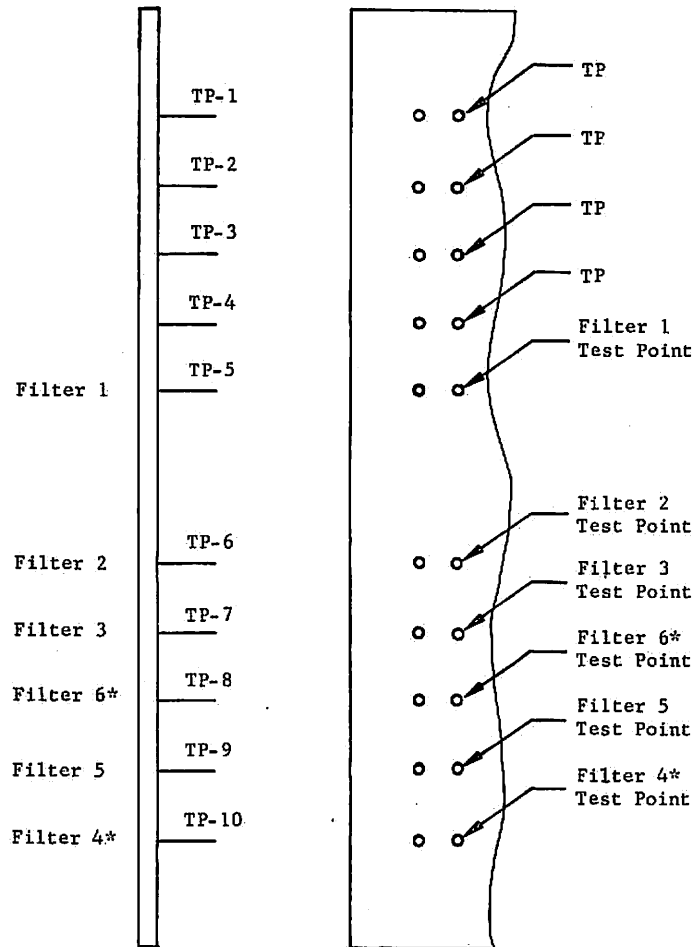 TP-1
TP-2
TP-3
TP-4
TP-5
Filter 1
TP-6
Filter 2
TP-7
Filter 3
TP-8
Filter 6*
TP-9
Filter 5
TP-10
Filter 4*
TP
TP
TP
TP
Filter 1
Test Point
Filter 2
Test Point
Filter 3
Test Point
Filter 6*
Test Point
Filter 5
Test Point
Filter 4*
Test Point